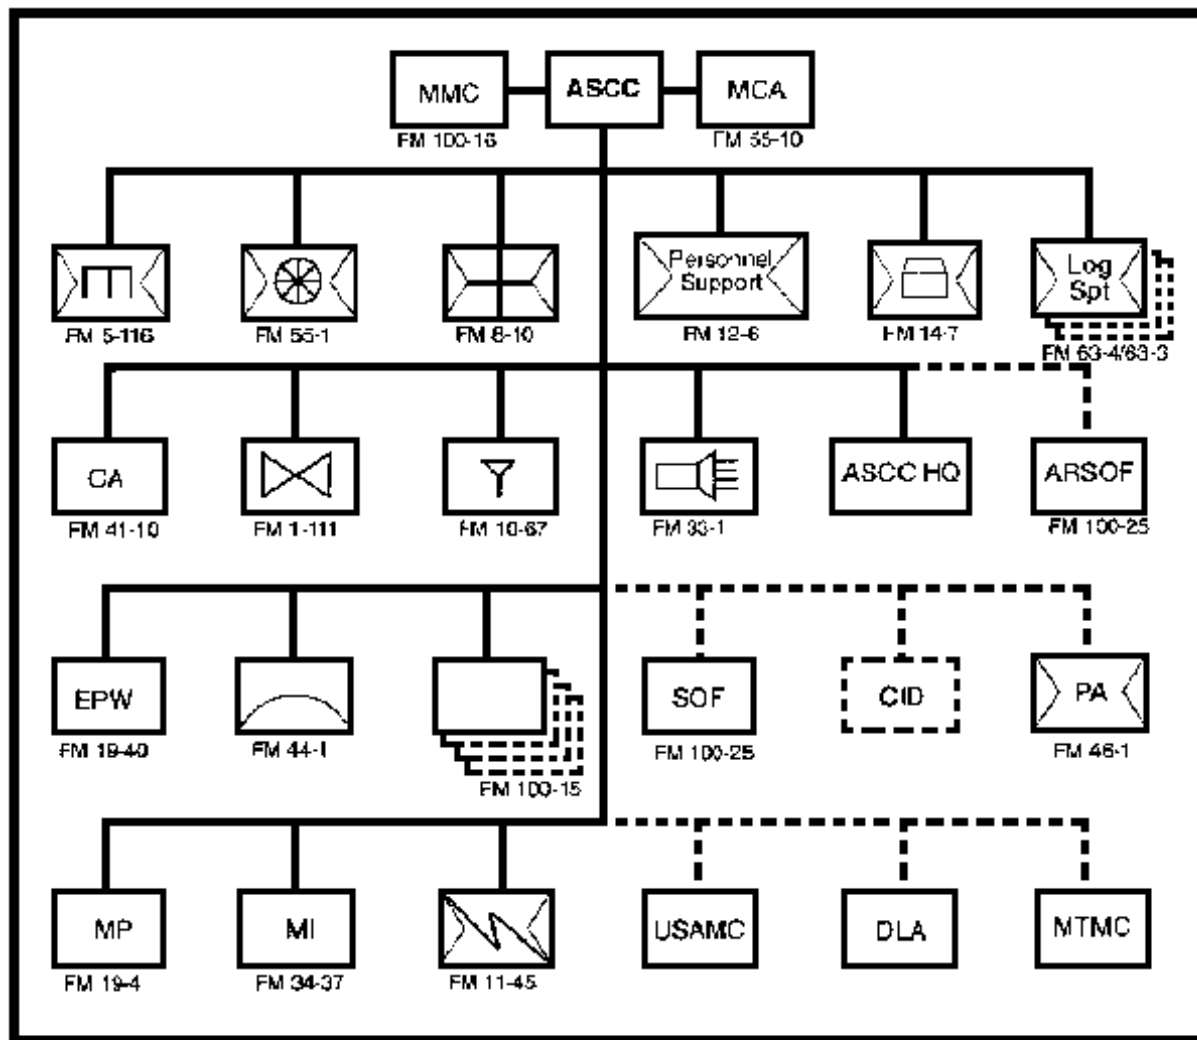 MMC
ASCC
MCA
FM 100-16
FM 55-10
Personnel
Support
Log
Spt
FM 5-116
FM 55-1
FM 8-10
FM 12-6
FM 14-7
FM 63-4/63-3
CA
ASCC HQ
ARSOF
FM 41-10
FM 1-111
FM 10-67
FM 33-1
FM 100-25
EPW
SOF
CID
PA
FM 19-40
FM 44-1
FM 100-15
FM 100-25
FM 46-1
MP
MI
USAMC
DLA
MTMC
FM 19-4
FM 34-37
FM 11-45